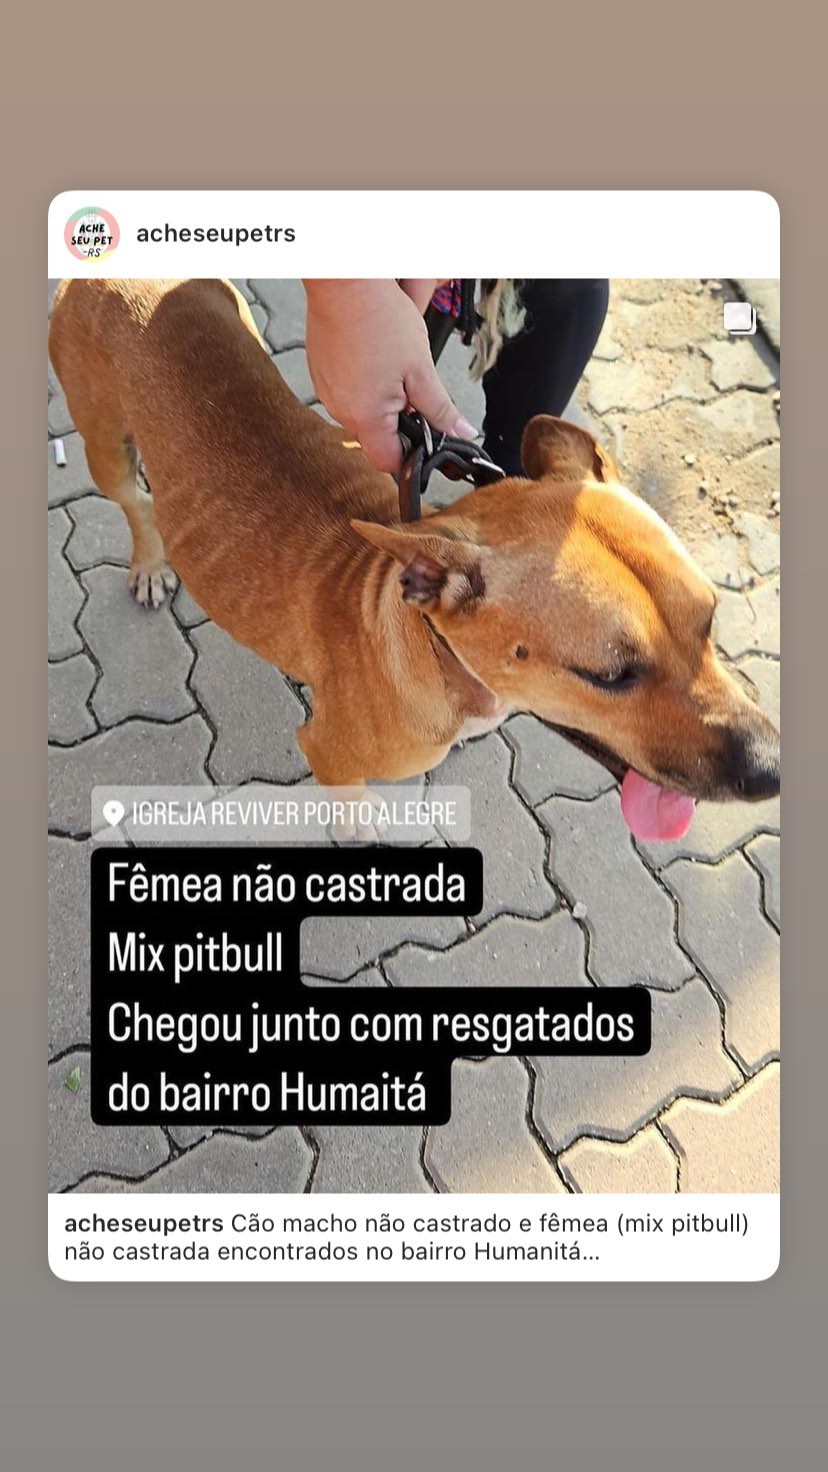 ACHE
SEU PET
-RS
acheseupetrs
IGREJA REVIVER PORTO ALEGRE
Fêmea não castrada
Mix pitbull
Chegou junto com resgatados
do bairro Humaitá
acheseupetrs Cão macho não castrado e fêmea (mix pitbull)
não castrada encontrados no bairro Humanitá...